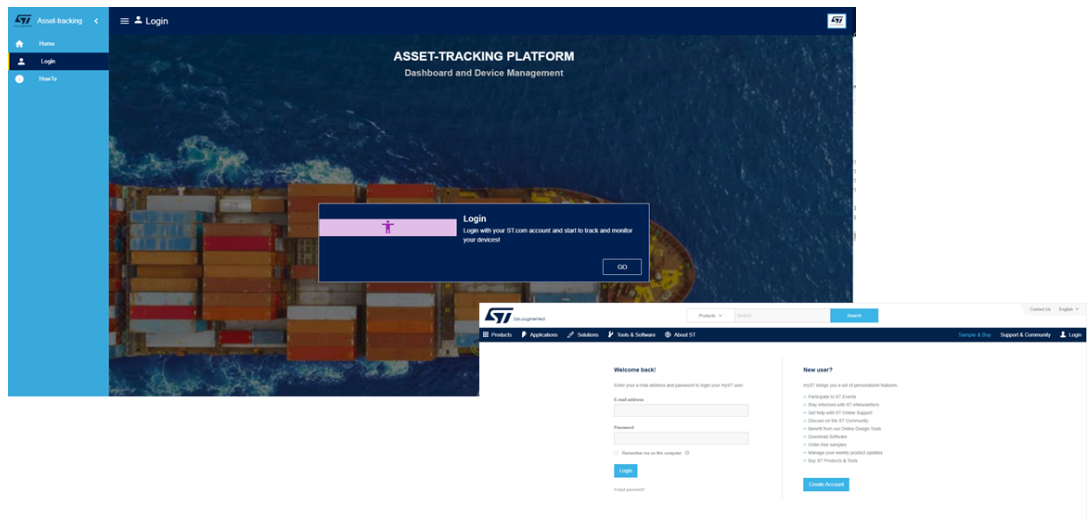 Asset-tracking
Login
Home
Login
HowTo
ASSET-TRACKING PLATFORM
Dashboard and Device Management
Login
Login with your ST.com account and start to track and monitor
your devices!
GO
Products
Search...
Search
Contact Us
English
Products
Applications
Solutions
Tools & Software
About ST
Sample & Buy
Support & Community
Login
Welcome back!
Enter your e-mail address and password to login your myST user.
E-mail address
Password
Remember me on this computer.
Login
Forgot password?
New user?
myST brings you a set of personalized features:
Participate to ST Events
Stay informed with ST eNewsletters
Get help with ST Online Support
Discuss on the ST Community
Benefit from our Online Design Tools
Download Software
Order free samples
Manage your weekly product updates
Buy ST Products & Tools
Create Account